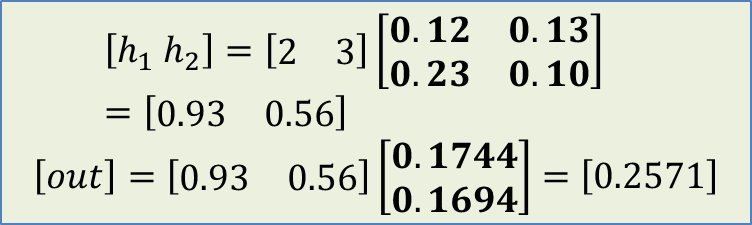 [h₁ h₂] = [2 3] [0.12 0.13
0.23 0.10]
= [0.93 0.56]
[out] = [0.93 0.56] [0.1744
0.1694] = [0.2571]